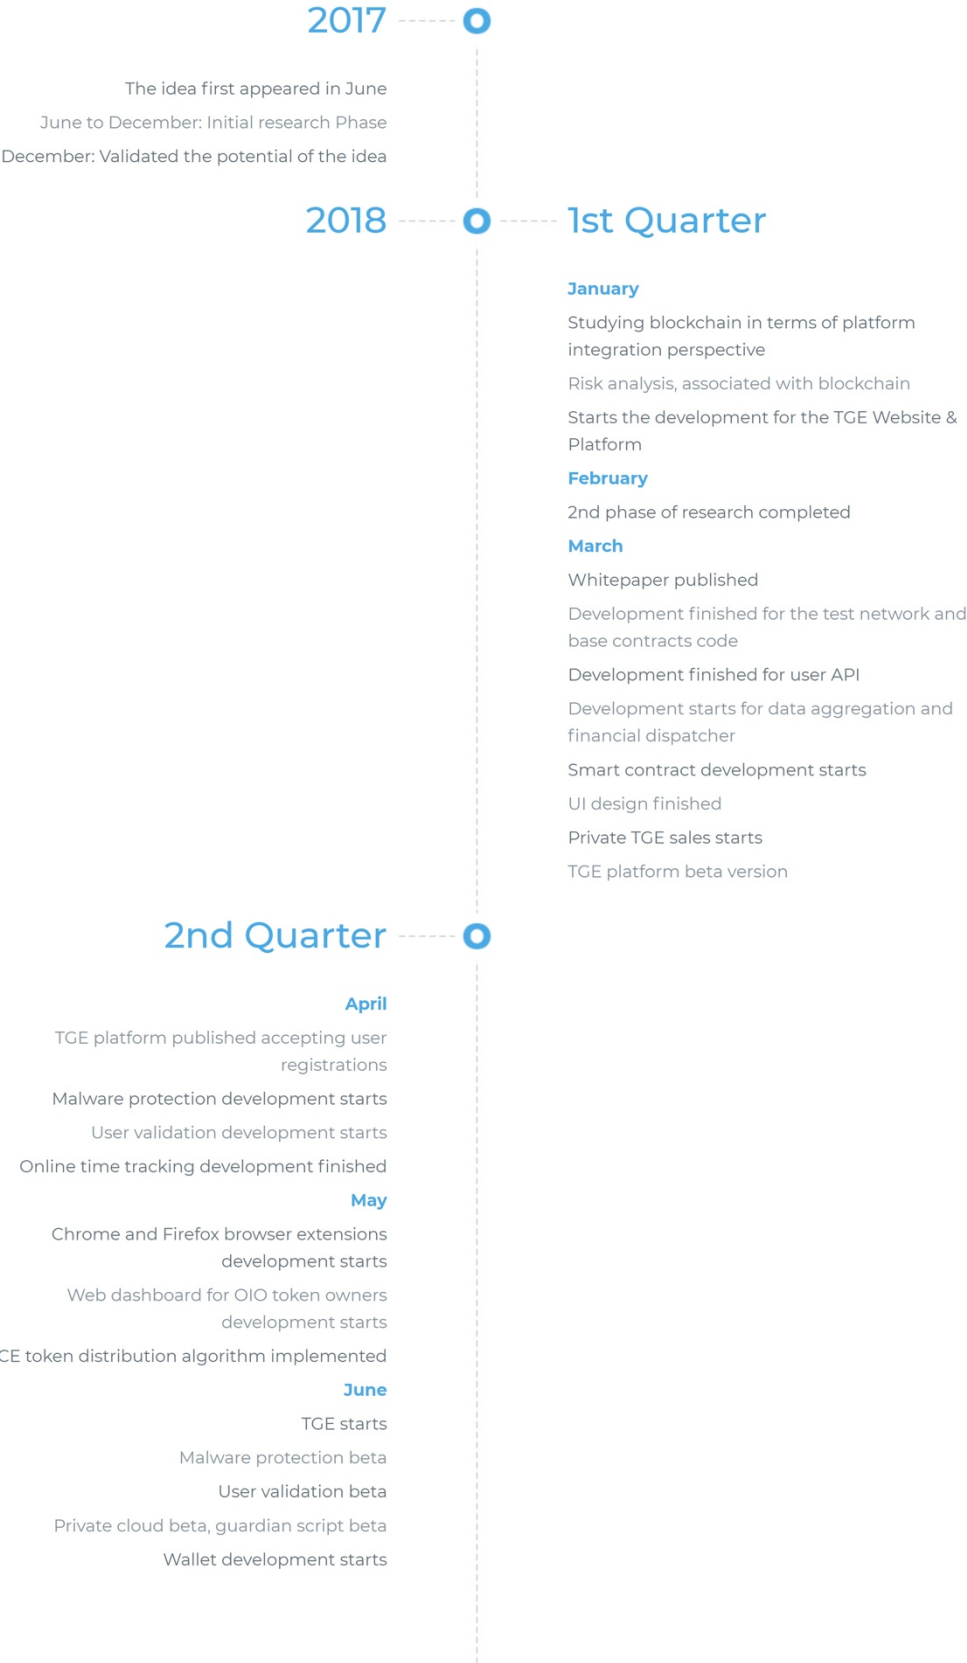 2017
The idea first appeared in June
June to December: Initial research Phase
December: Validated the potential of the idea
2018
1st Quarter
January
Studying blockchain in terms of platform
integration perspective
Risk analysis, associated with blockchain
Starts the development for the TGE Website &
Platform
February
2nd phase of research completed
March
Whitepaper published
Development finished for the test network and
base contracts code
Development finished for user API
Development starts for data aggregation and
financial dispatcher
Smart contract development starts
UI design finished
Private TGE sales starts
TGE platform beta version
2nd Quarter
April
TGE platform published accepting user
registrations
Malware protection development starts
User validation development starts
Online time tracking development finished
May
Chrome and Firefox browser extensions
development starts
Web dashboard for OIO token owners
development starts
token distribution algorithm implemented
June
TGE starts
Malware protection beta
User validation beta
Private cloud beta, guardian script beta
Wallet development starts